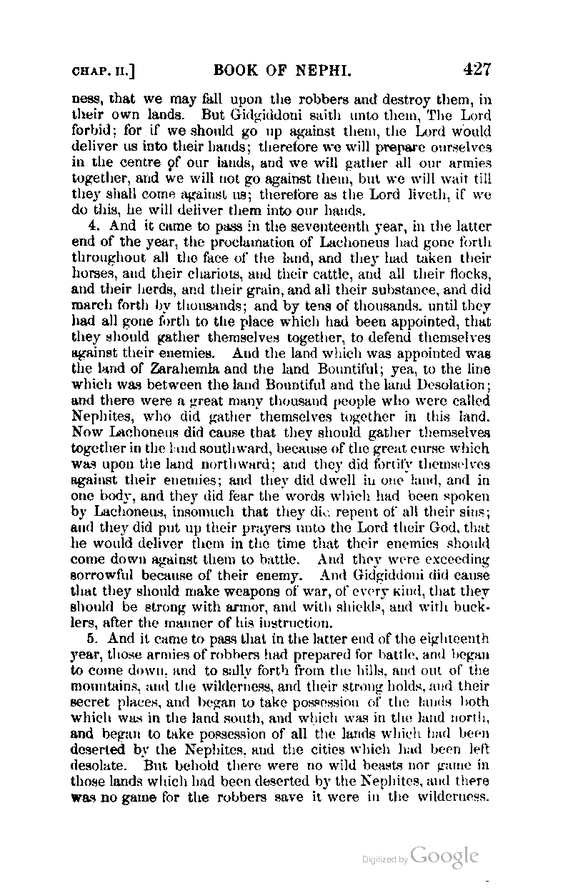 CHAP. II.] BOOK OF NEPHI. 427
ness, that we may fall upon the robbers and destroy them, in
their own lands. But Gidgiddoni saith unto them, The Lord
forbid; for if we should go up against them, the Lord would
deliver us into their hands; therefore we will prepare ourselves
in the centre of our lands, and we will gather all our armies
together, and we will not go against them, but we will wait till
they shall come against us; therefore as the Lord liveth, if we
do this, he will deliver them into our hands.
4. And it came to pass in the seventeenth year, in the latter
end of the year, the proclamation of Lachoneus had gone forth
throughout all the face of the land, and they had taken their
horses, and their chariots, and their cattle, and all their flocks,
and their herds, and their grain, and all their substance, and did
march forth by thousands; and by tens of thousands. until they
had all gone forth to the place which had been appointed, that
they should gather themselves together, to defend themselves
against their enemies. And the land which was appointed was
the land of Zarahemla and the land Bountiful; yea, to the line
which was between the land Bountiful and the land Desolation;
and there were a great many thousand people who were called
Nephites, who did gather themselves together in this land.
Now Lachoneus did cause that they should gather themselves
together in the land southward, because of the great curse which
was upon the land northward; and they did fortify themselves
against their enemies; and they did dwell in one land, and in
one body, and they did fear the words which had been spoken
by Lachoneus, insomuch that they did repent of all their sins;
and they did put up their prayers unto the Lord their God, that
he would deliver them in the time that their enemies should
come down against them to battle. And they were exceeding
sorrowful because of their enemy. And Gidgiddoni did cause
that they should make weapons of war, of every kind, that they
should be strong with armor, and with shields, and with buck-
lers, after the manner of his instruction.
5. And it came to pass that in the latter end of the eighteenth
year, those armies of robbers had prepared for battle, and began
to come down, and to sally forth from the hills, and out of the
mountains, and the wilderness, and their strong holds, and their
secret places, and began to take possession of the lands both
which was in the land south, and which was in the land north,
and began to take possession of all the lands which had been
deserted by the Nephites, and the cities which had been left
desolate. But behold there were no wild beasts nor game in
those lands which had been deserted by the Nephites, and there
was no game for the robbers save it were in the wilderness.
Digitized by Google